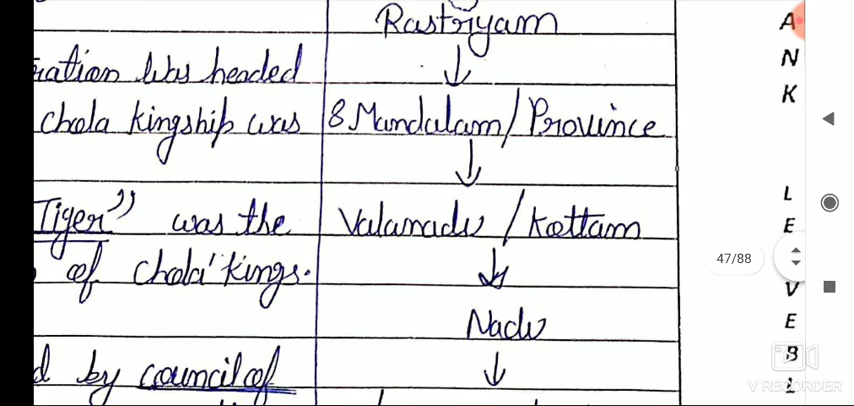 Rastriyam
ration was headed
↓
chola kingship was 8 Mandalam/Province
↓
Tiger" was the Valanadu / Kottam
of Chola' kings. ↓
Nadu
d by council of ↓
A
N
K
L
E
V
E
47/88
V RECORDER